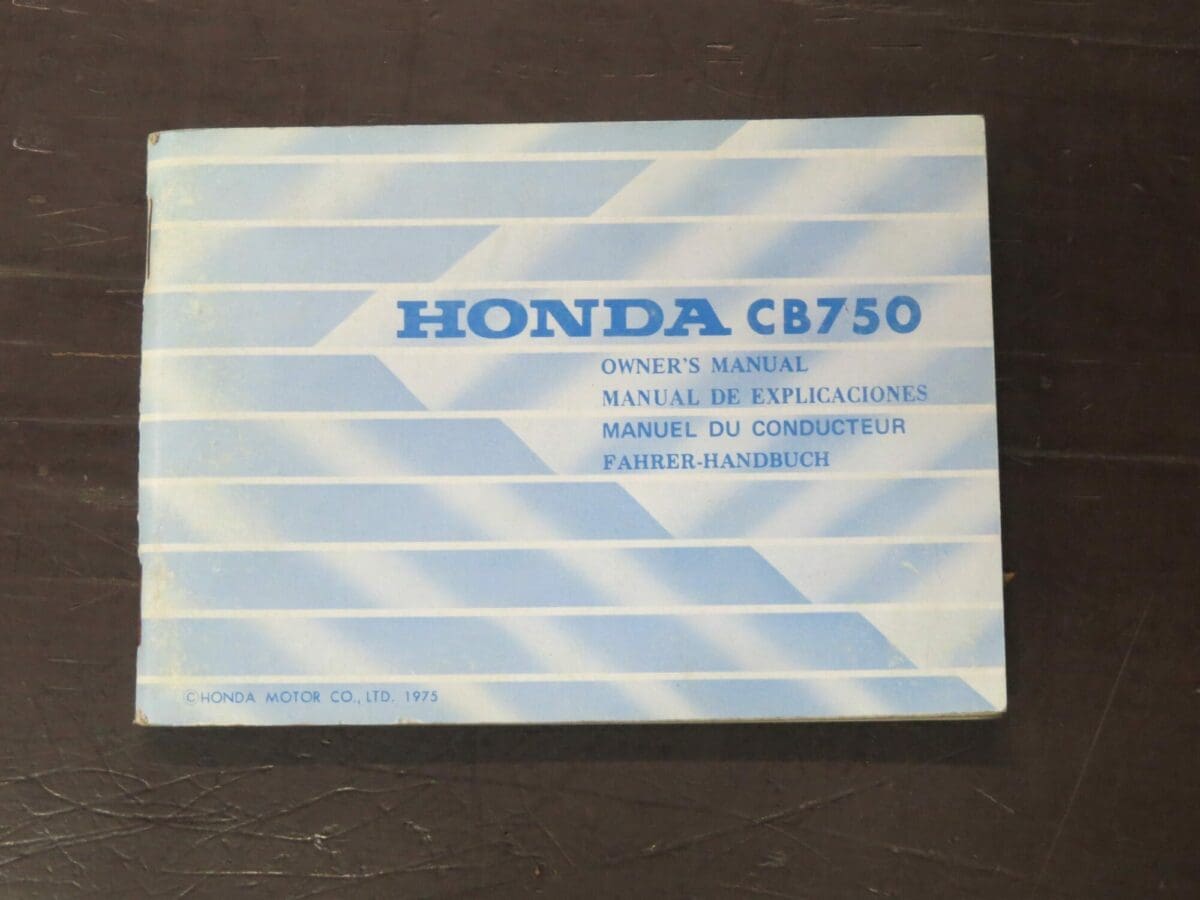 HONDA CB750
OWNER'S MANUAL
MANUAL DE EXPLICACIONES
MANUEL DU CONDUCTEUR
FAHRER-HANDBUCH
©HONDA MOTOR CO., LTD. 1975